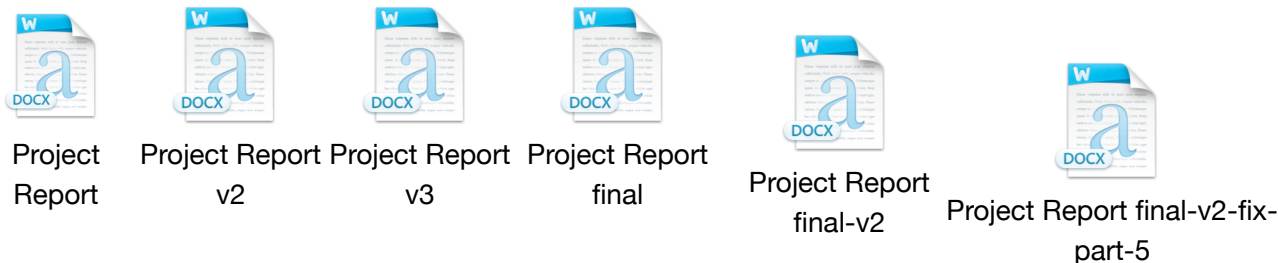 W
DOCX
Project
Report
W
DOCX
Project Report
v2
W
DOCX
Project Report
v3
W
DOCX
Project Report
final
W
DOCX
Project Report
final-v2
W
DOCX
Project Report final-v2-fix-
part-5